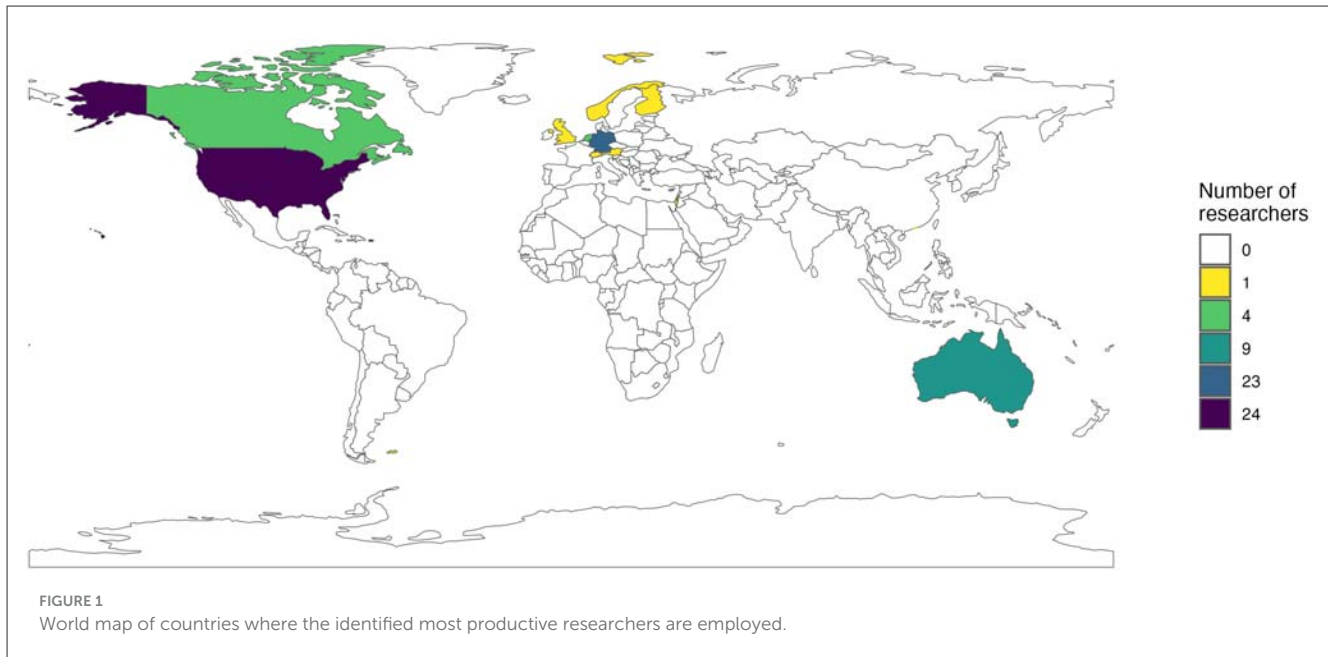 Number of
researchers
0
1
4
9
23
24
FIGURE 1
World map of countries where the identified most productive researchers are employed.